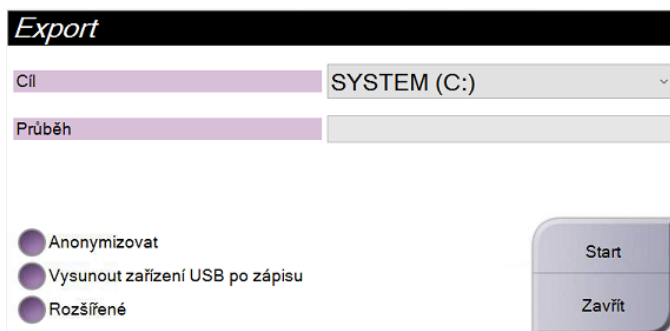 Export
Cíl
SYSTEM (C:)
Průběh
Anonymizovat
Vysunout zařízení USB po zápisu
Rozšířené
Start
Zavřít